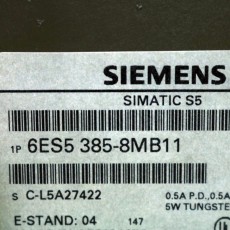 SIEMENS
SIMATIC S5
1P 6ES5 385-8MB11
S C-L5A27422
0.5A P.D.,0.5A
5W TUNGSTE
E-STAND: 04 147